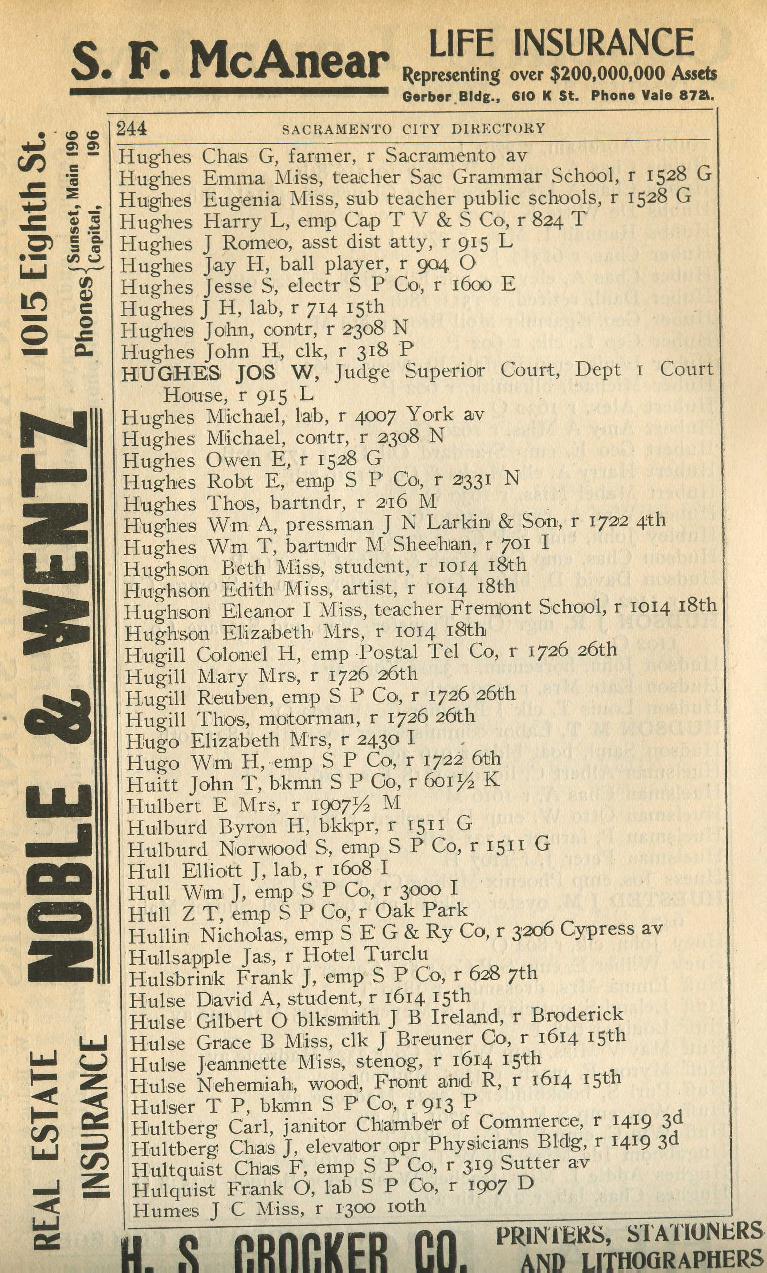 S. F. McAnear
LIFE INSURANCE
Representing over $200,000,000 Assets
Gerber Bldg., 610 K St. Phone Vale 872.
244 SACRAMENTO CITY DIRECTORY
Hughes Chas G, farmer, r Sacramento av
Hughes Emma Miss, teacher Sac Grammar School, r 1528 G
Hughes Eugenia Miss, sub teacher public schools, r 1528 G
Hughes Harry L, emp Cap T V & S Co, r 824 T
Hughes J Romeo, asst dist atty, r 915 L
Hughes Jay H, ball player, r 904 O
Hughes Jesse S, electr S P Co, r 1600 E
Hughes J H, lab, r 714 15th
Hughes John, contr, r 2308 N
Hughes John H, clk, r 318 P
HUGHES JOS W, Judge Superior Court, Dept 1 Court
House, r 915 L
Hughes Michael, lab, r 4007 York av
Hughes Michael, contr, r 2308 N
Hughes Owen E, r 1528 G
Hughes Robt E, emp S P Co, r 2331 N
Hughes Thos, bartndr, r 216 M
Hughes Wm A, pressman J N Larkin & Son, r 1722 4th
Hughes Wm T, bartndr M Sheehan, r 701 I
Hughson Beth Miss, student, r 1014 18th
Hughson Edith Miss, artist, r 1014 18th
Hughson Eleanor I Miss, teacher Fremont School, r 1014 18th
Hughson Elizabeth Mrs, r 1014 18th
Hugill Colonel H, emp Postal Tel Co, r 1726 26th
Hugill Mary Mrs, r 1726 26th
Hugill Reuben, emp S P Co, r 1726 26th
Hugill Thos, motorman, r 1726 26th
Hugo Elizabeth Mrs, r 2430 I
Hugo Wm H, emp S P Co, r 1722 6th
Huitt John T, bkmn S P Co, r 601½ K
Hulbert E Mrs, r 1907½ M
Hulburd Byron H, bkkpr, r 1511 G
Hulburd Norwood S, emp S P Co, r 1511 G
Hull Elliott J, lab, r 1608 I
Hull Wm J, emp S P Co, r 3000 I
Hull Z T, emp S P Co, r Oak Park
Hullin Nicholas, emp S E G & Ry Co, r 3206 Cypress av
Hullsapple Jas, r Hotel Turclu
Hulsbrink Frank J, emp S P Co, r 628 7th
Hulse David A, student, r 1614 15th
Hulse Gilbert O blksmith J B Ireland, r Broderick
Hulse Grace B Miss, clk J Breuner Co, r 1614 15th
Hulse Jeannette Miss, stenog, r 1614 15th
Hulse Nehemiah, wood, Front and R, r 1614 15th
Hulser T P, bkmn S P Co, r 913 P
Hultberg Carl, janitor Chamber of Commerce, r 1419 3d
Hultberg Chas J, elevator opr Physicians Bldg, r 1419 3d
Hultquist Chas F, emp S P Co, r 319 Sutter av
Hulquist Frank O, lab S P Co, r 1907 D
Humes J C Miss, r 1300 10th
REAL ESTATE
INSURANCE
NOBLE & WENTZ
1015 Eighth St.
Phones { Sunset, Main 196
Capital, 196
H. S. CROCKER CO.
PRINTERS, STATIONERS
AND LITHOGRAPHERS